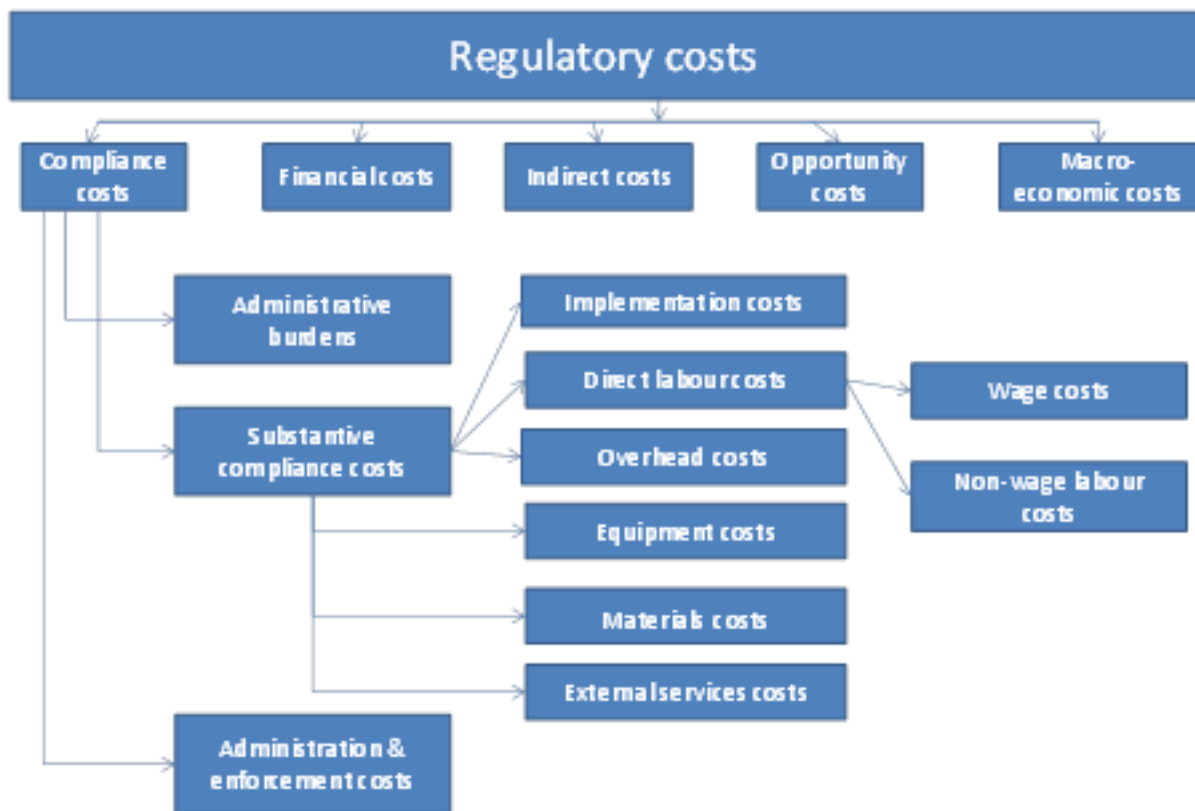 Regulatory costs
Compliance
costs
Financial costs
Indirect costs
Opportunity
costs
Macro-
economic costs
Administrative
burdens
Implementation costs
Direct labour costs
Wage costs
Substantive
compliance costs
Overhead costs
Non-wage labour
costs
Equipment costs
Materials costs
External services costs
Administration &
enforcement costs